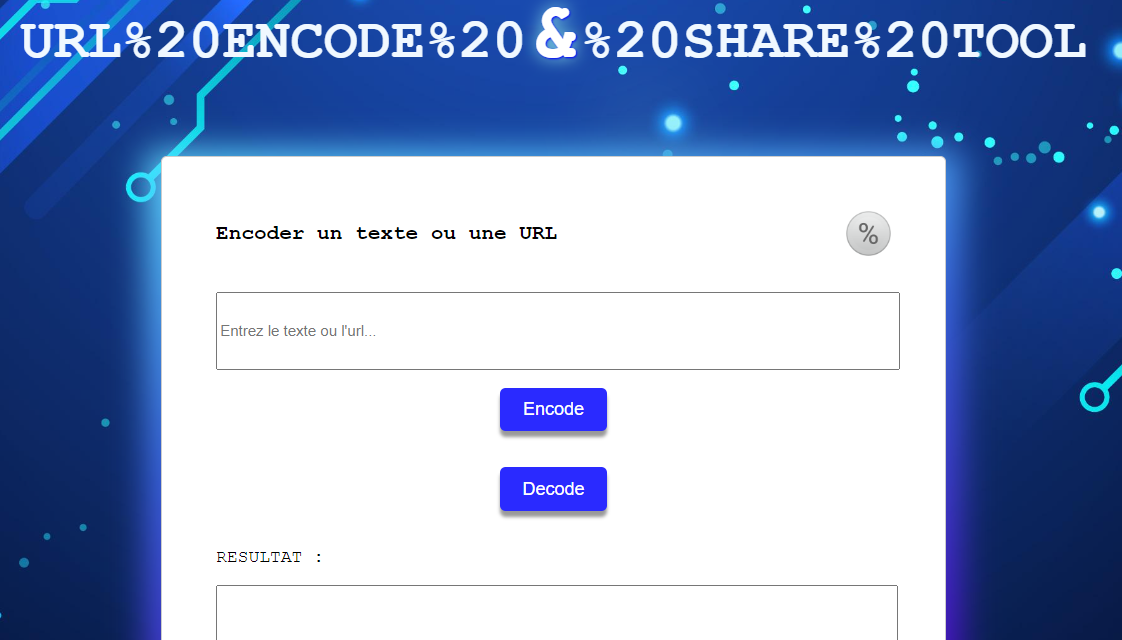 URL%20ENCODE%20&%20SHARE%20TOOL
Encoder un texte ou une URL
%
Entrez le texte ou l'url...
Encode
Decode
RESULTAT :